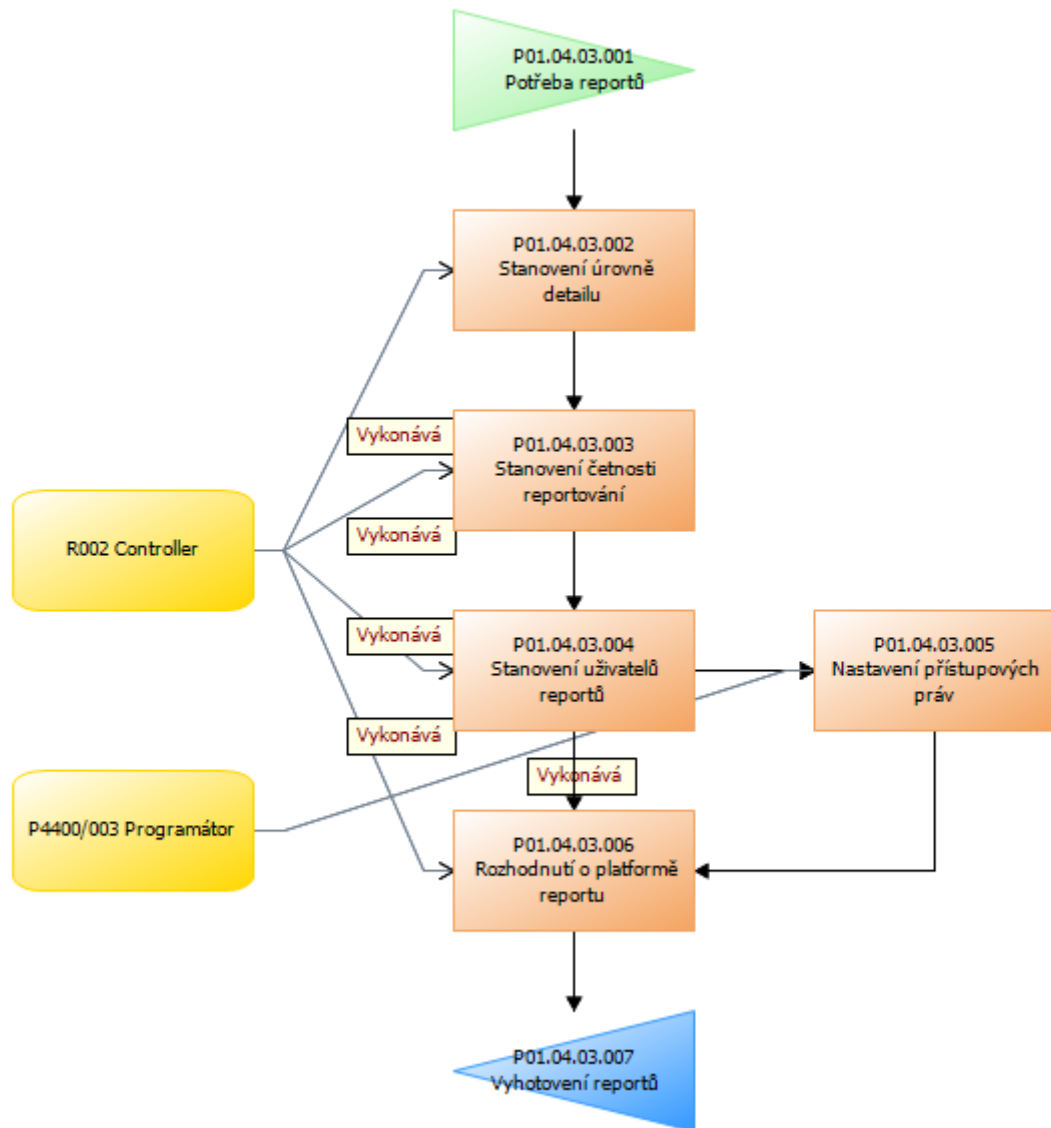 P01.04.03.001
Potřeba reportů
P01.04.03.002
Stanovení úrovně
detailu
Vykonává
P01.04.03.003
Stanovení četnosti
reportování
R002 Controller
Vykonává
Vykonává
P01.04.03.004
Stanovení uživatelů
reportů
P01.04.03.005
Nastavení přístupových
práv
Vykonává
Vykonává
P4400/003 Programátor
P01.04.03.006
Rozhodnutí o platformě
reportu
P01.04.03.007
Vyhotovení reportů